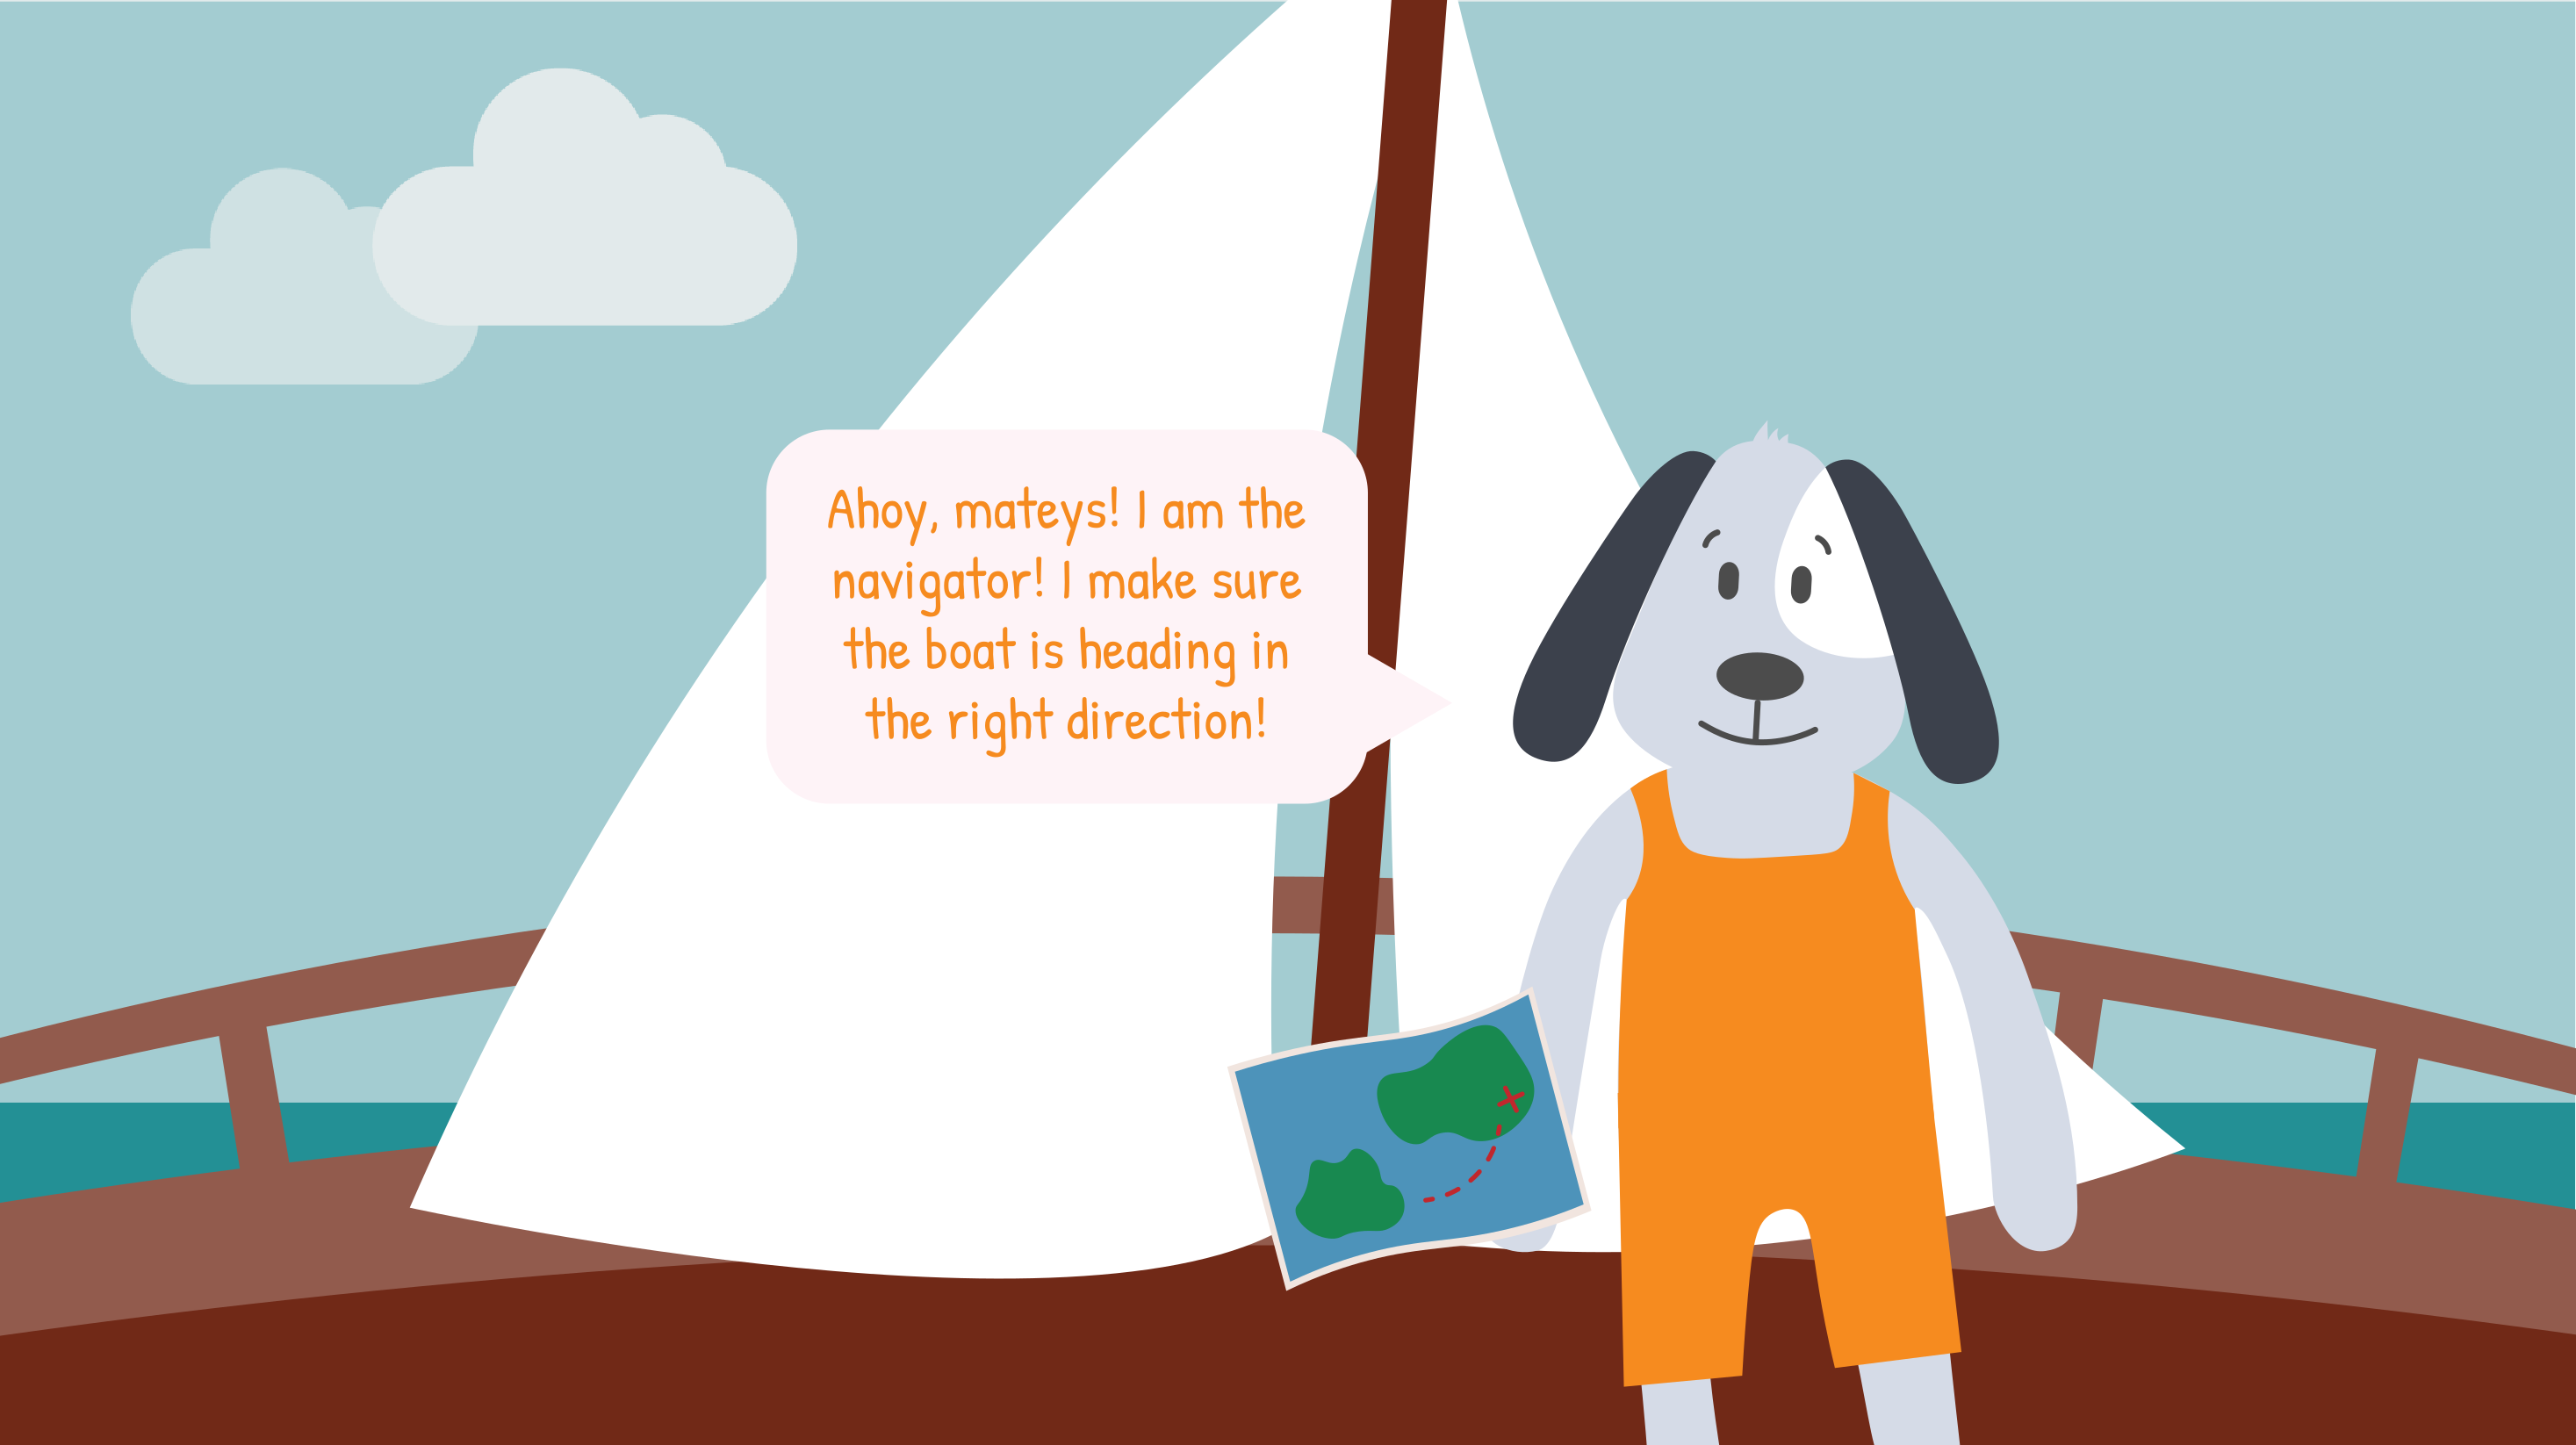 Ahoy, mateys! I am the
navigator! I make sure
the boat is heading in
the right direction!